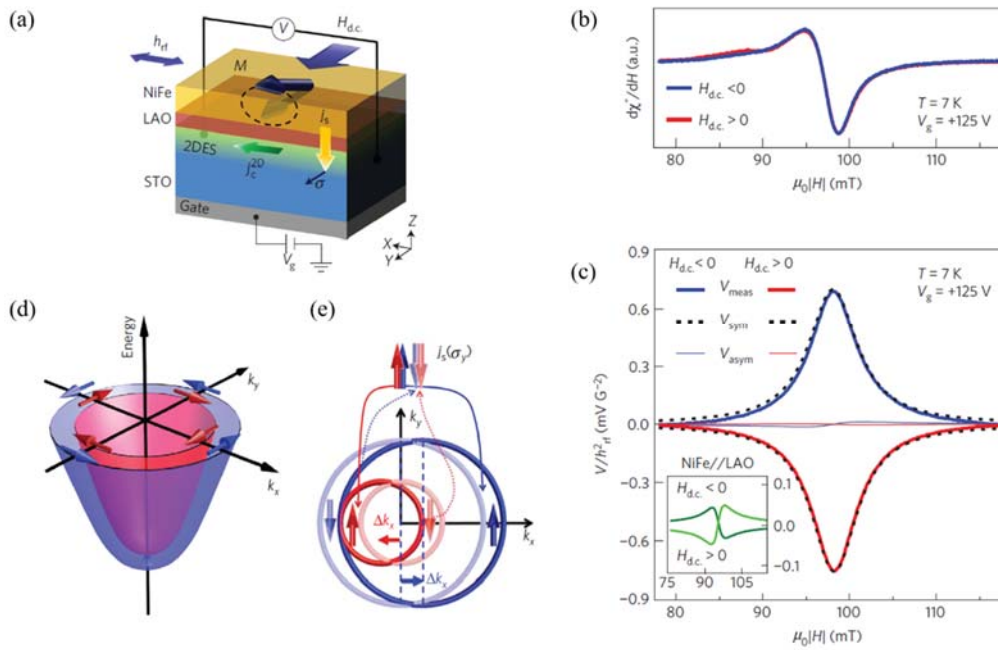 (a)
V
H_d.c.
h_rf
M
NiFe
LAO
j_s
2DES
j_c^2D
σ
STO
Gate
V_g
Z
X
Y
(b)
dχ″/dH (a.u.)
H_d.c. <0
H_d.c. > 0
T = 7 K
V_g = +125 V
80 90 100 110
μ₀|H| (mT)
(c)
V/h²_rf (mV G⁻²)
0.9
0.6
0.3
0.0
−0.3
−0.6
−0.9
H_d.c. < 0 H_d.c. > 0
V_meas
V_sym
V_asym
T = 7 K
V_g = +125 V
NiFe//LAO
H_d.c. < 0
H_d.c. > 0
0.1
0.0
−0.1
75 90 105
80 90 100 110
μ₀|H| (mT)
(d)
Energy
k_y
k_x
(e)
j_s(σ_y)
k_y
Δk_x
k_x
Δk_x